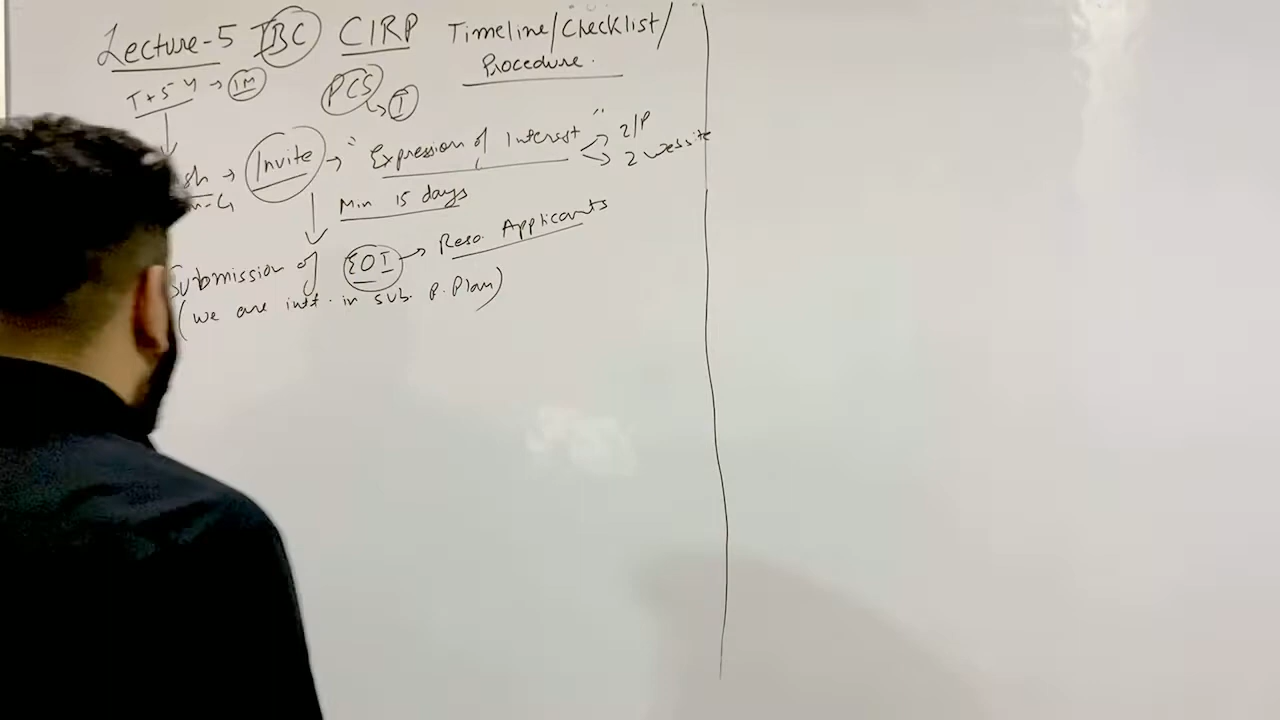 Lecture-5 IBC CIRP Timeline/Checklist/
Procedure.
T+54 → IM
PCS
→ I
sh → Invite → "Expression of Interest"
2/P
2 website
-G
Min 15 days
Submission of EOI → Reso. Applicants
(we are intt. in sub. R. Plan)